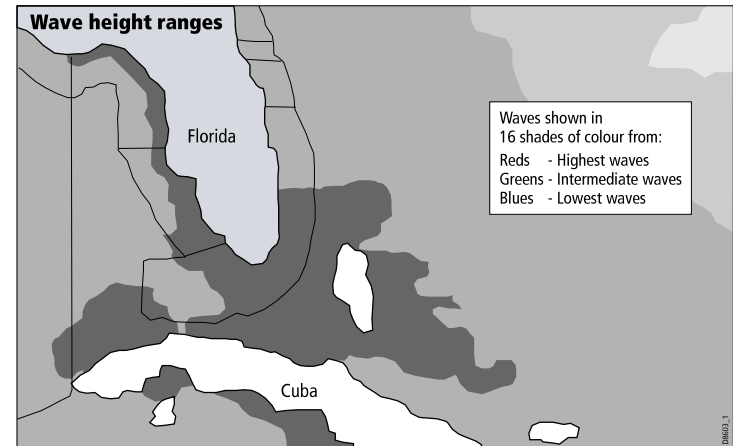 Wave height ranges
Florida
Waves shown in
16 shades of colour from:
Reds - Highest waves
Greens - Intermediate waves
Blues - Lowest waves
Cuba
D8603_1